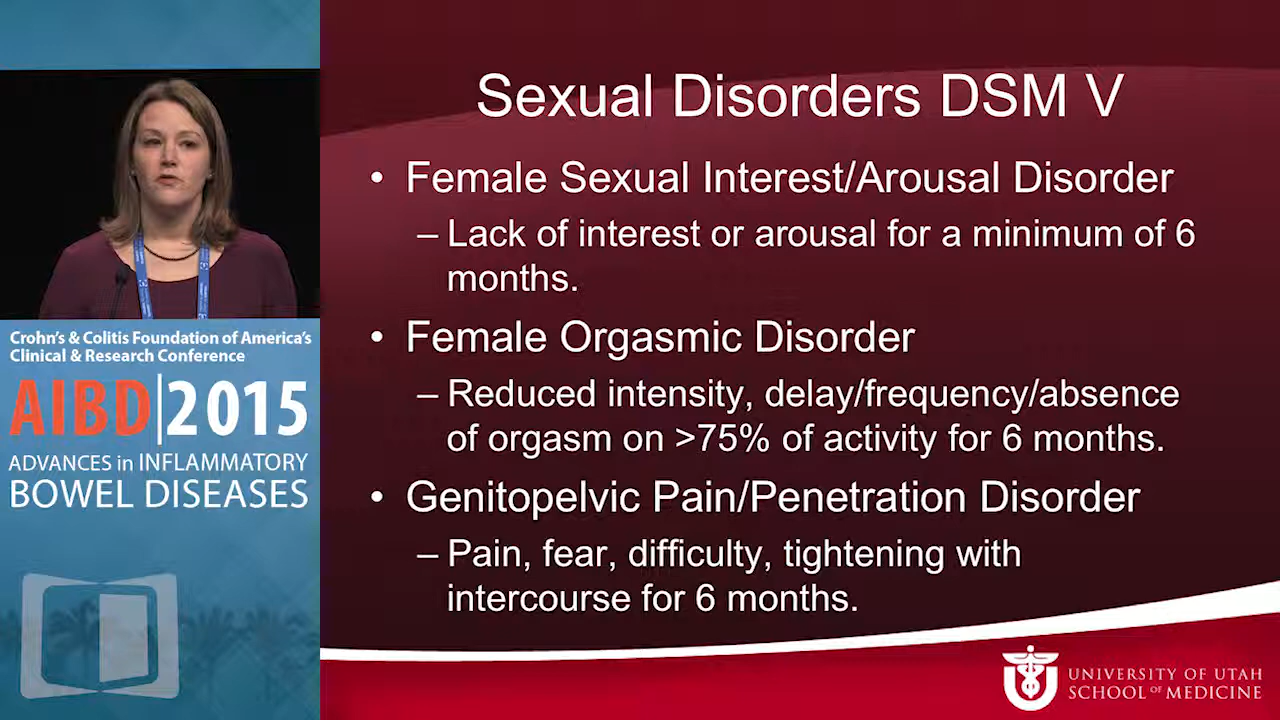 Sexual Disorders DSM V
• Female Sexual Interest/Arousal Disorder
– Lack of interest or arousal for a minimum of 6
months.
• Female Orgasmic Disorder
– Reduced intensity, delay/frequency/absence
of orgasm on >75% of activity for 6 months.
• Genitopelvic Pain/Penetration Disorder
– Pain, fear, difficulty, tightening with
intercourse for 6 months.
Crohn's & Colitis Foundation of America's
Clinical & Research Conference
AIBD|2015
ADVANCES in INFLAMMATORY
BOWEL DISEASES
UNIVERSITY OF UTAH
SCHOOL OF MEDICINE